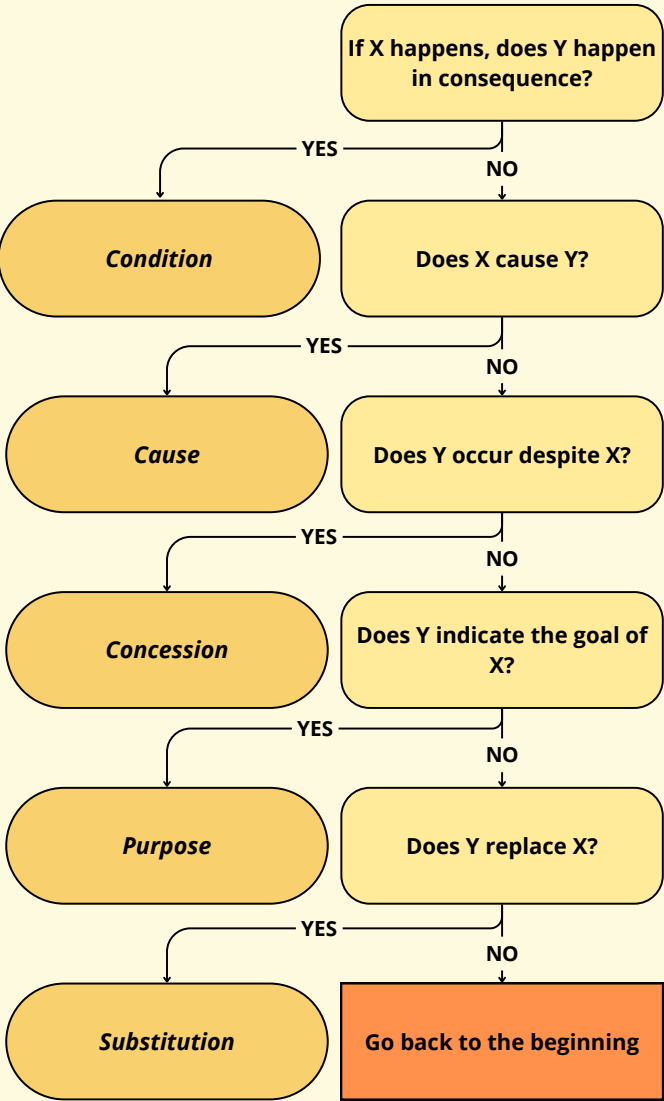 If X happens, does Y happen
in consequence?
YES
NO
Condition
Does X cause Y?
YES
NO
Cause
Does Y occur despite X?
YES
NO
Concession
Does Y indicate the goal of
X?
YES
NO
Purpose
Does Y replace X?
YES
NO
Substitution
Go back to the beginning